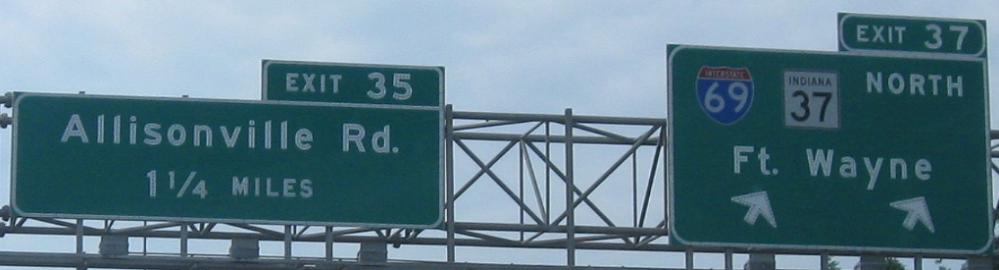 EXIT 35
Allisonville Rd.
1 1/4 MILES
EXIT 37
INTERSTATE
69
INDIANA
37
NORTH
Ft. Wayne